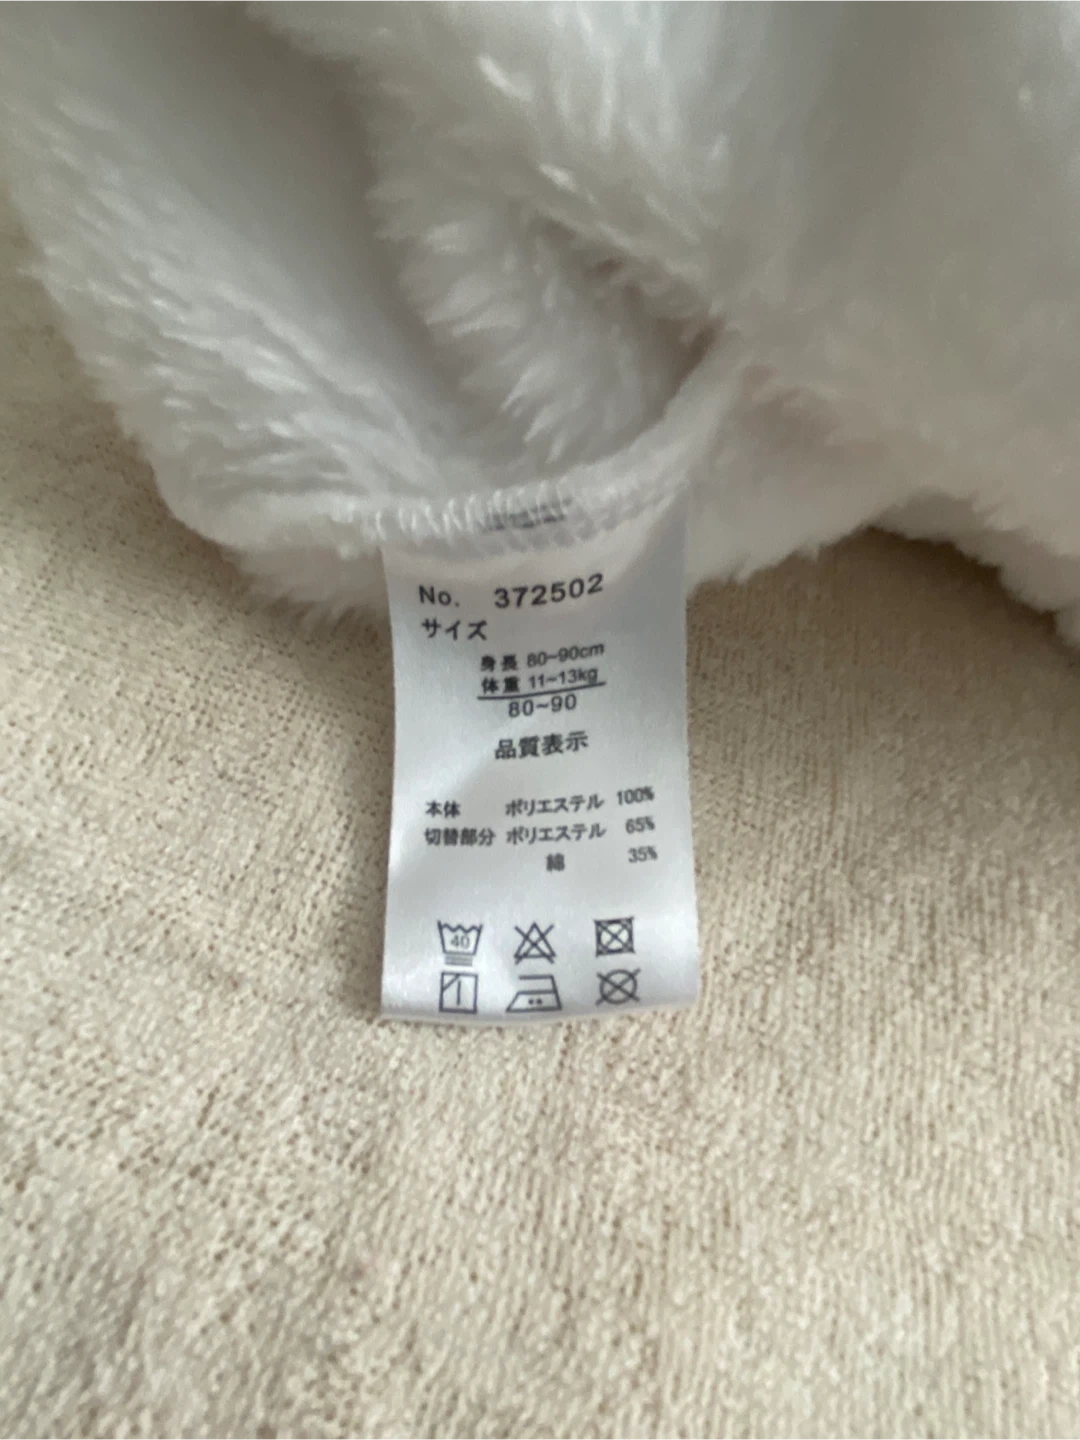 No. 372502
サイズ
身長 80~90cm
体重 11~13kg
80~90
品質表示
本体 ポリエステル 100%
切替部分 ポリエステル 65%
綿 35%
40